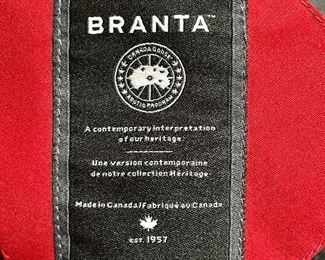 BRANTA™
CANADA GOOSE
ARCTIC PROGRAM
A contemporary interpretation
of our heritage
Une version contemporaine
de notre collection Héritage
Made in Canada/Fabriqué au Canada
EST. 1957